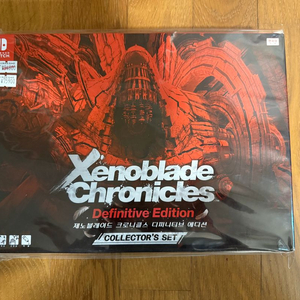 Xenoblade
Chronicles
Definitive Edition
제노블레이드 크로니클스 디피니티브 에디션
COLLECTOR'S SET